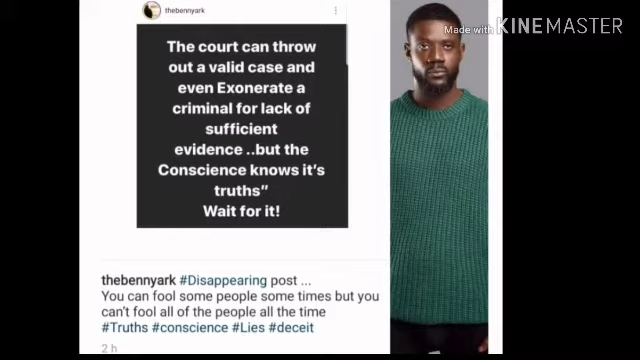 thebennyark
Made with KINEMASTER
The court can throw
out a valid case and
even Exonerate a
criminal for lack of
sufficient
evidence ..but the
Conscience knows it's
truths"
Wait for it!
thebennyark #Disappearing post ...
You can fool some people some times but you
can't fool all of the people all the time
#Truths #conscience #Lies #deceit
2 h